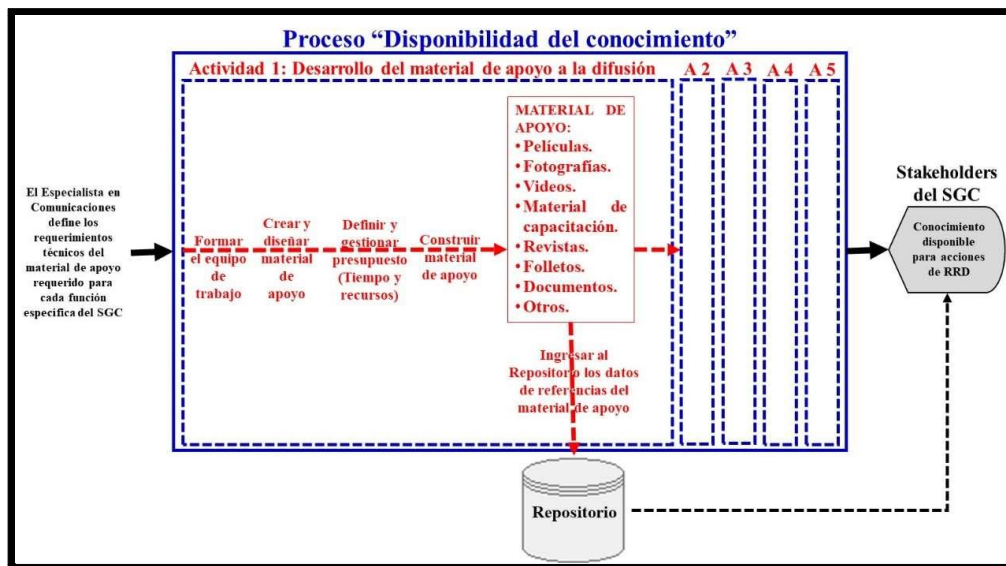 Proceso “Disponibilidad del conocimiento”
Actividad 1: Desarrollo del material de apoyo a la difusión
A 2
A 3
A 4
A 5
El Especialista en
Comunicaciones
define los
requerimientos
técnicos del
material de apoyo
requerido para
cada función
específica del SGC
Formar
el equipo
de
trabajo
Crear y
diseñar
material
de
apoyo
Definir y
gestionar
presupuesto
(Tiempo y
recursos)
Construir
material
de apoyo
MATERIAL DE
APOYO:
• Películas.
• Fotografías.
• Videos.
• Material de
capacitación.
• Revistas.
• Folletos.
• Documentos.
• Otros.
Ingresar al
Repositorio los datos
de referencias del
material de apoyo
Repositorio
Stakeholders
del SGC
Conocimiento
disponible
para acciones
de RRD